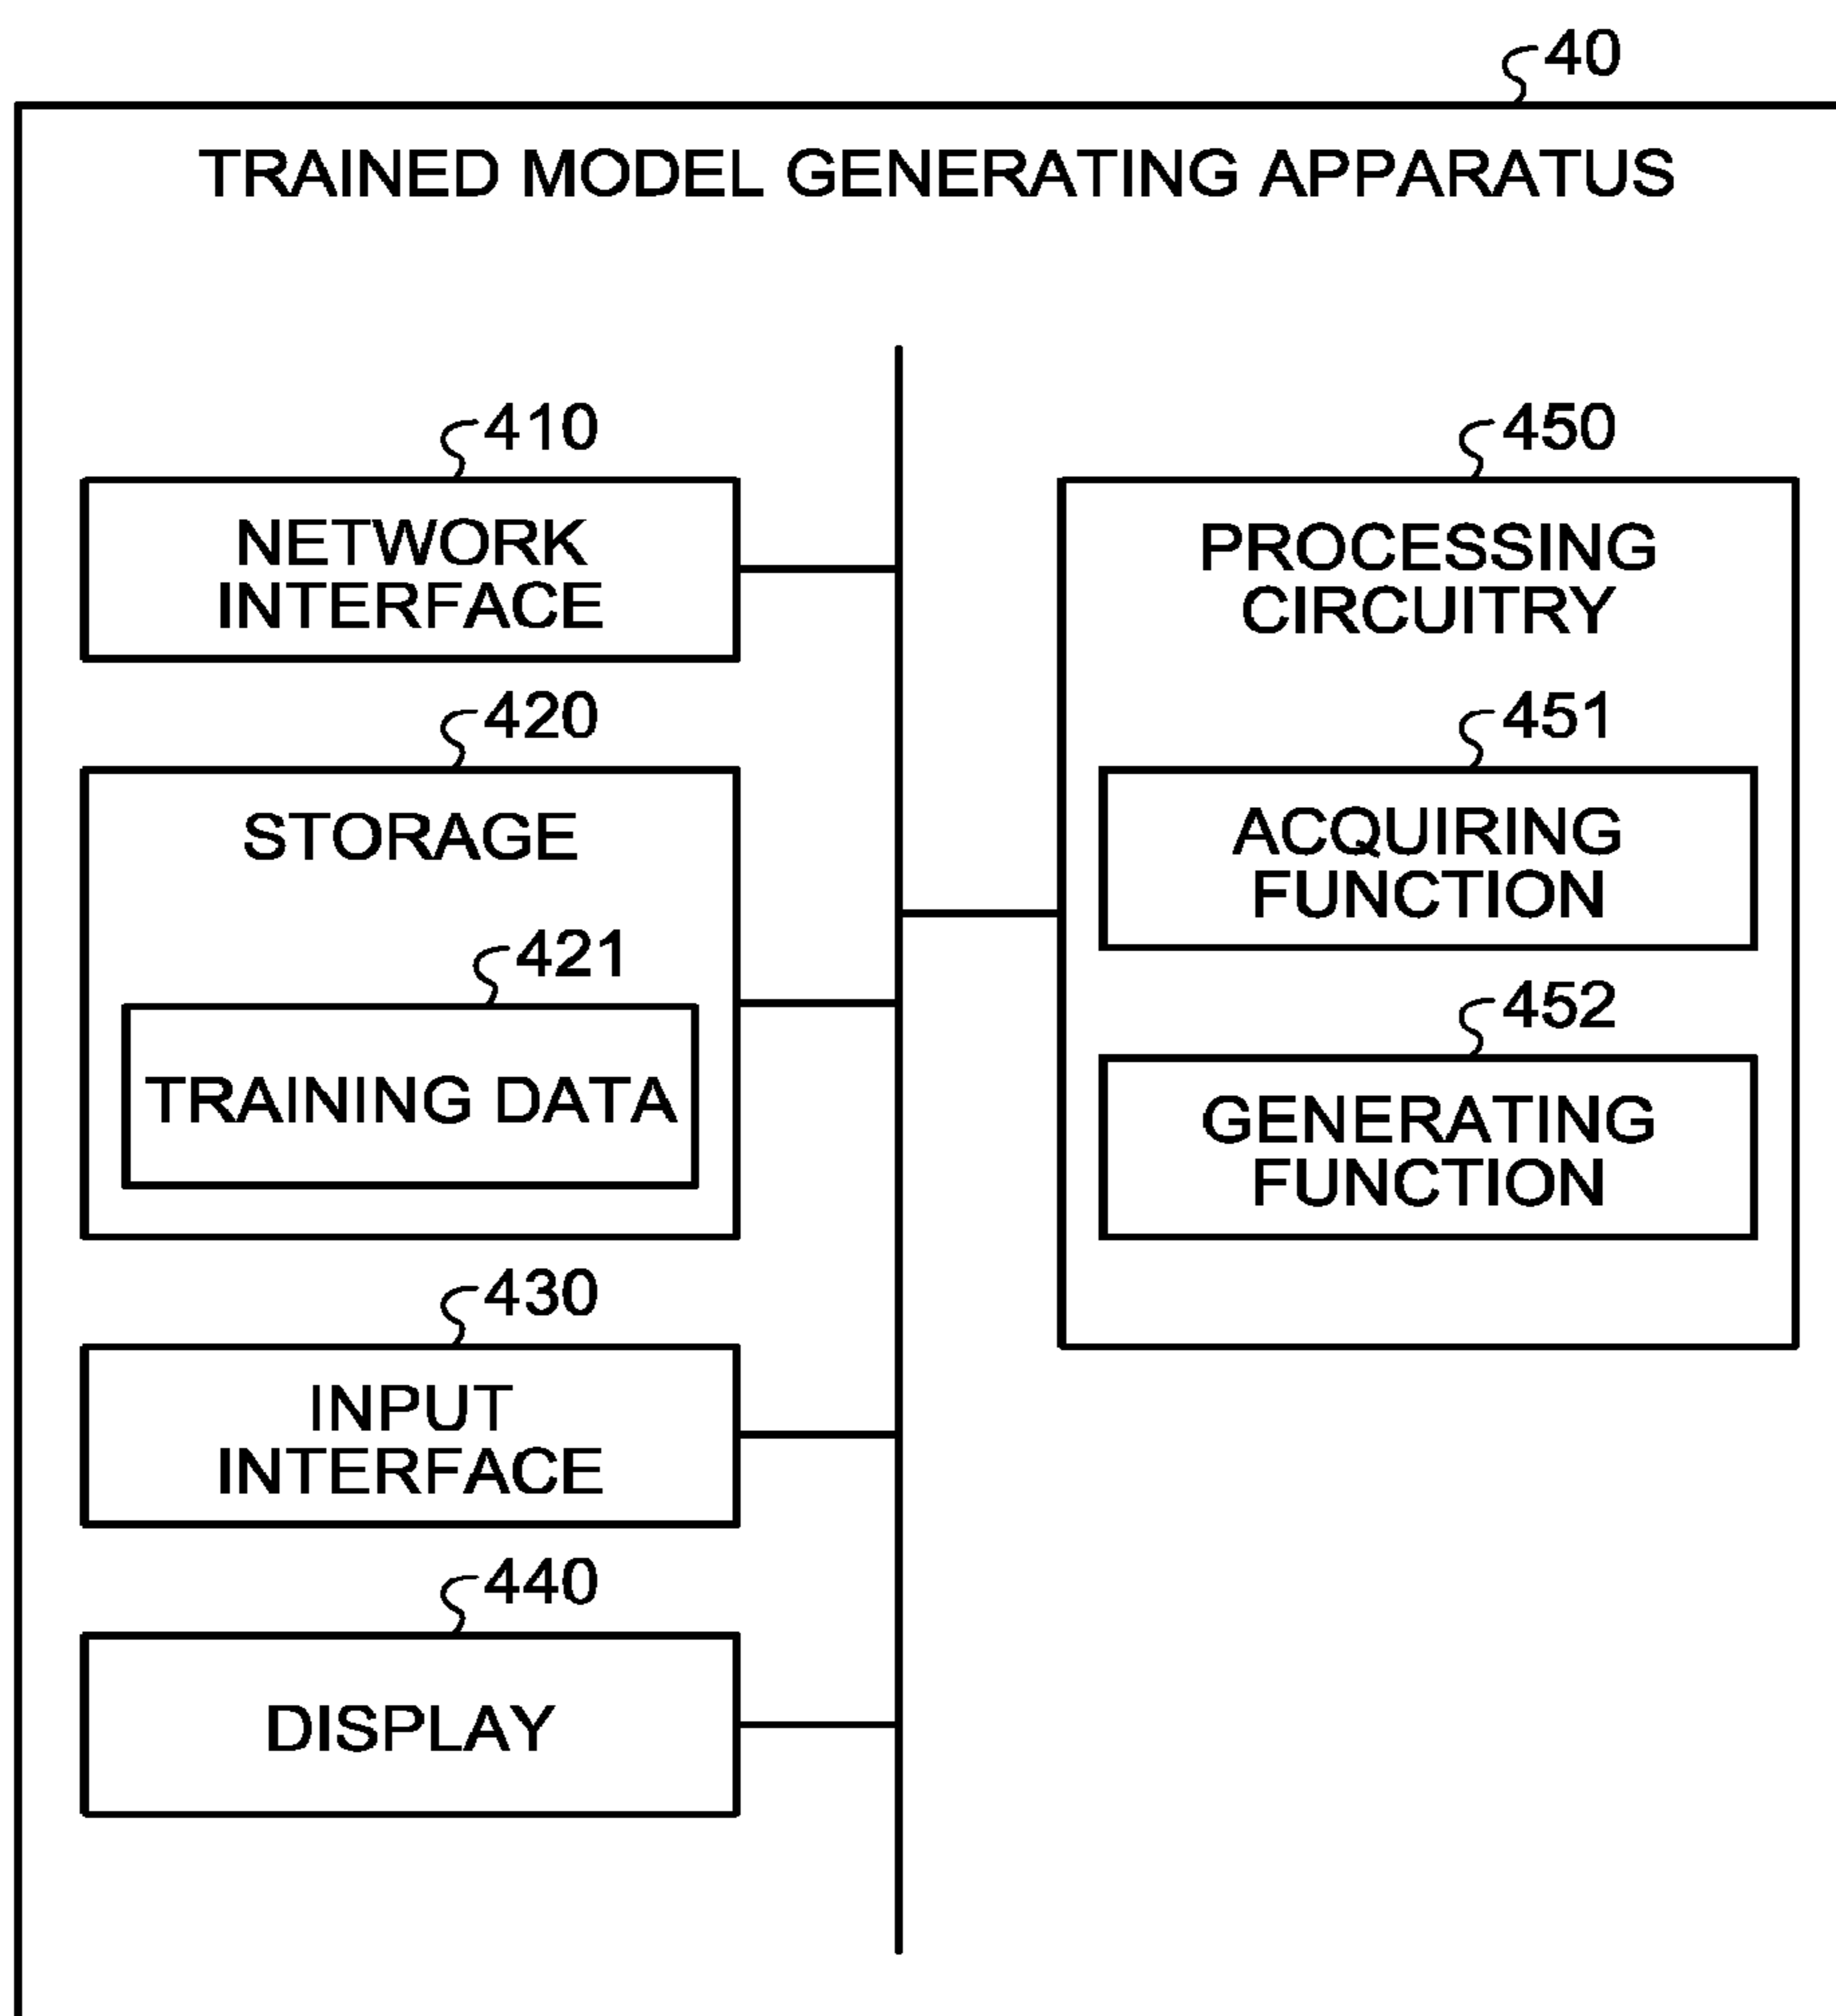 40
TRAINED MODEL GENERATING APPARATUS
410
NETWORK
INTERFACE
420
STORAGE
421
TRAINING DATA
430
INPUT
INTERFACE
440
DISPLAY
450
PROCESSING
CIRCUITRY
451
ACQUIRING
FUNCTION
452
GENERATING
FUNCTION